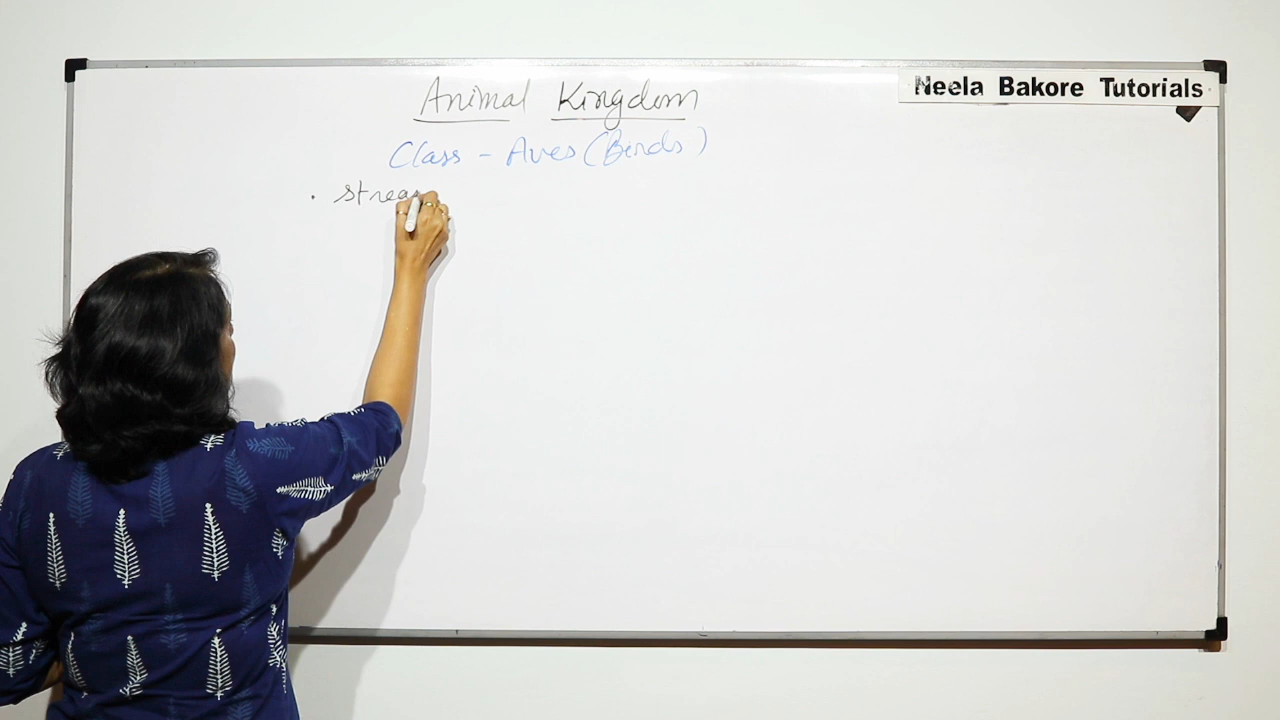 Neela Bakore Tutorials
Animal Kingdom
Class - Aves (Birds)
• strea